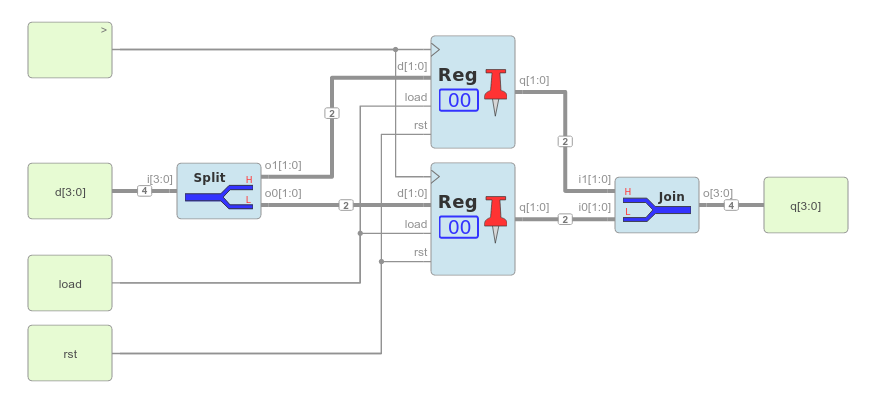 >
d[3:0]
load
rst
i[3:0]
4
Split
H
L
o1[1:0]
o0[1:0]
2
2
d[1:0]
load
rst
Reg
00
q[1:0]
d[1:0]
load
rst
Reg
00
q[1:0]
2
2
i1[1:0]
i0[1:0]
H
L
Join
o[3:0]
4
q[3:0]